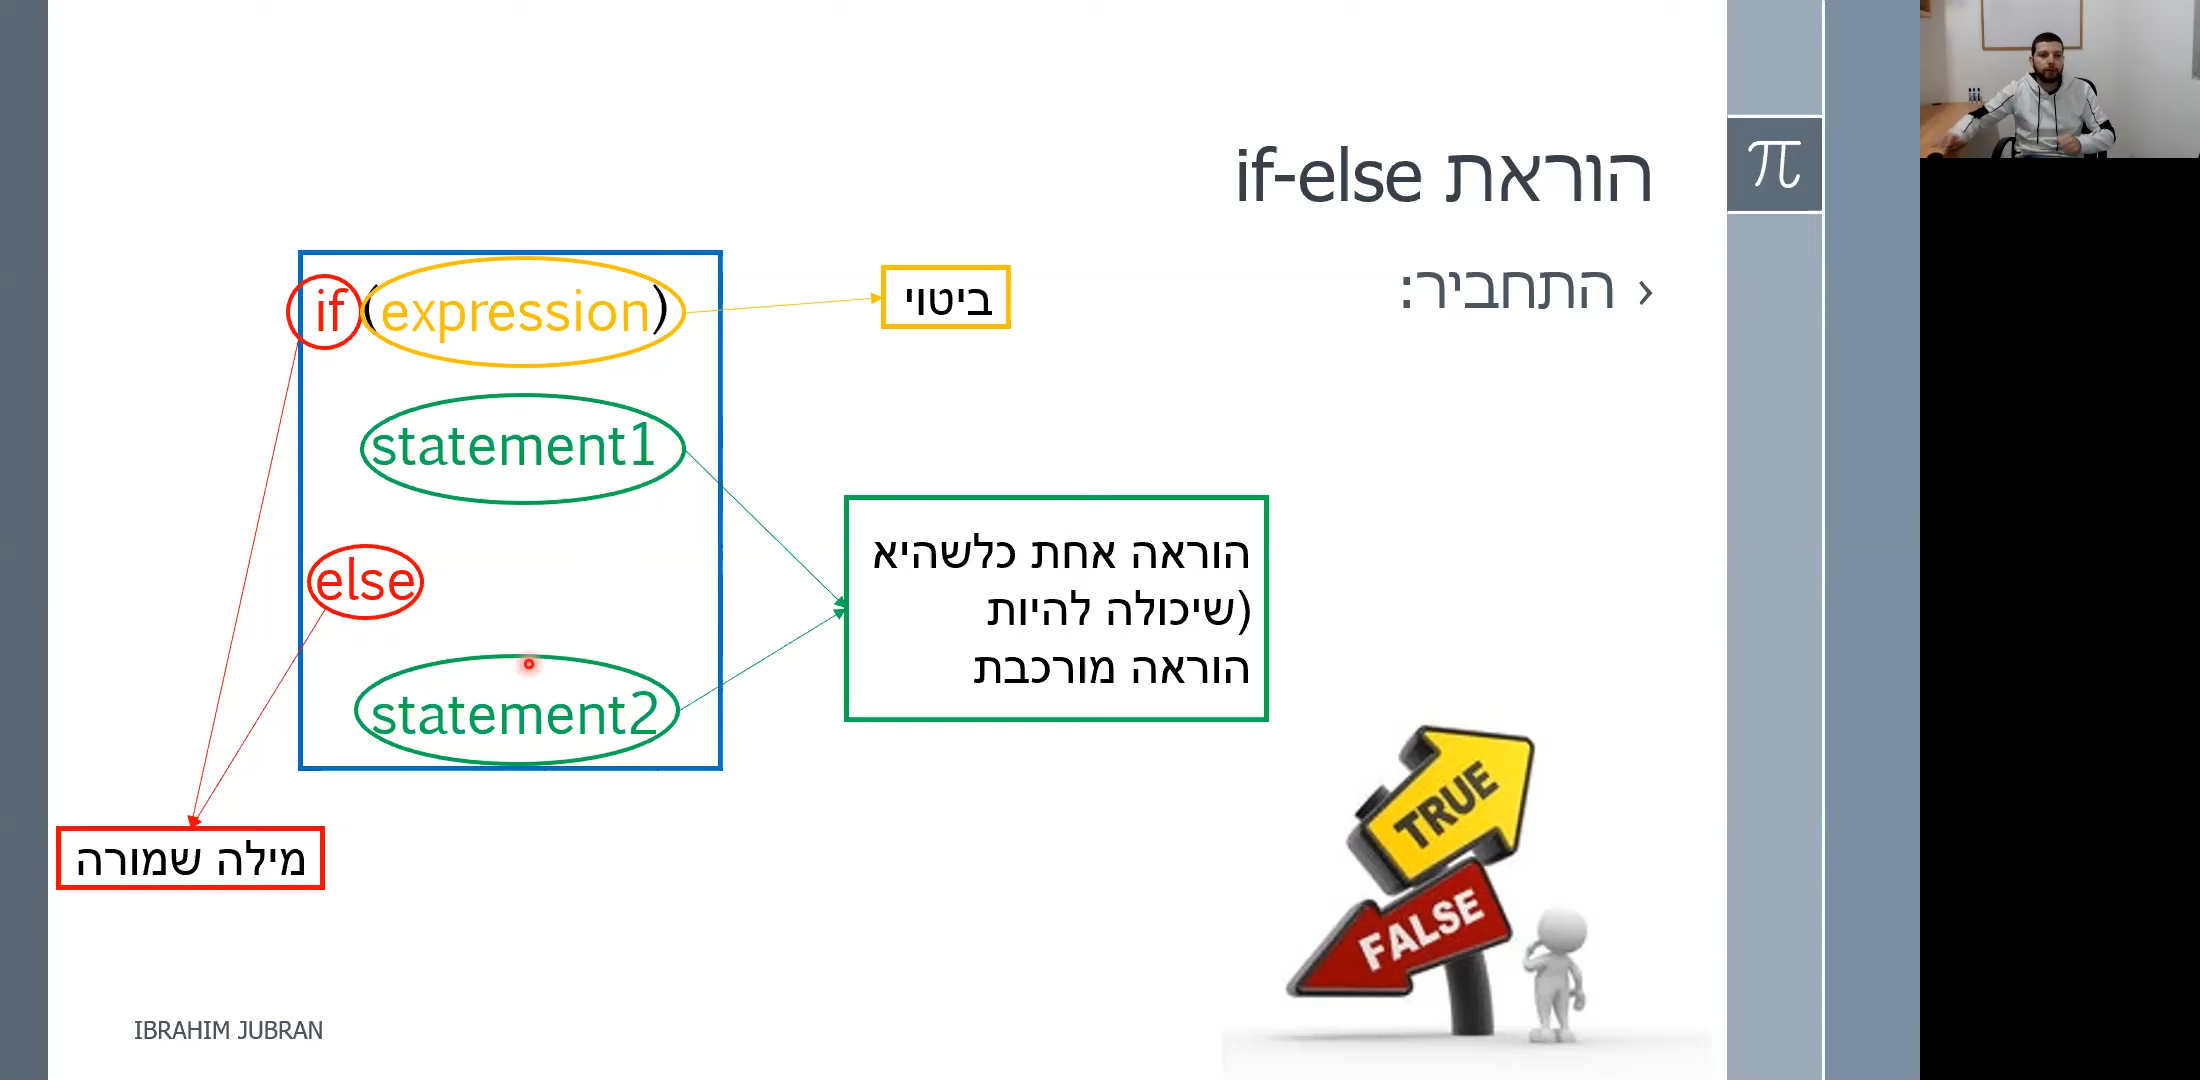 הוראת if-else
‹ התחביר:
if (expression)
ביטוי
statement1
else
statement2
הוראה אחת כלשהיא
(שיכולה להיות
הוראה מורכבת
מילה שמורה
TRUE
FALSE
IBRAHIM JUBRAN
π